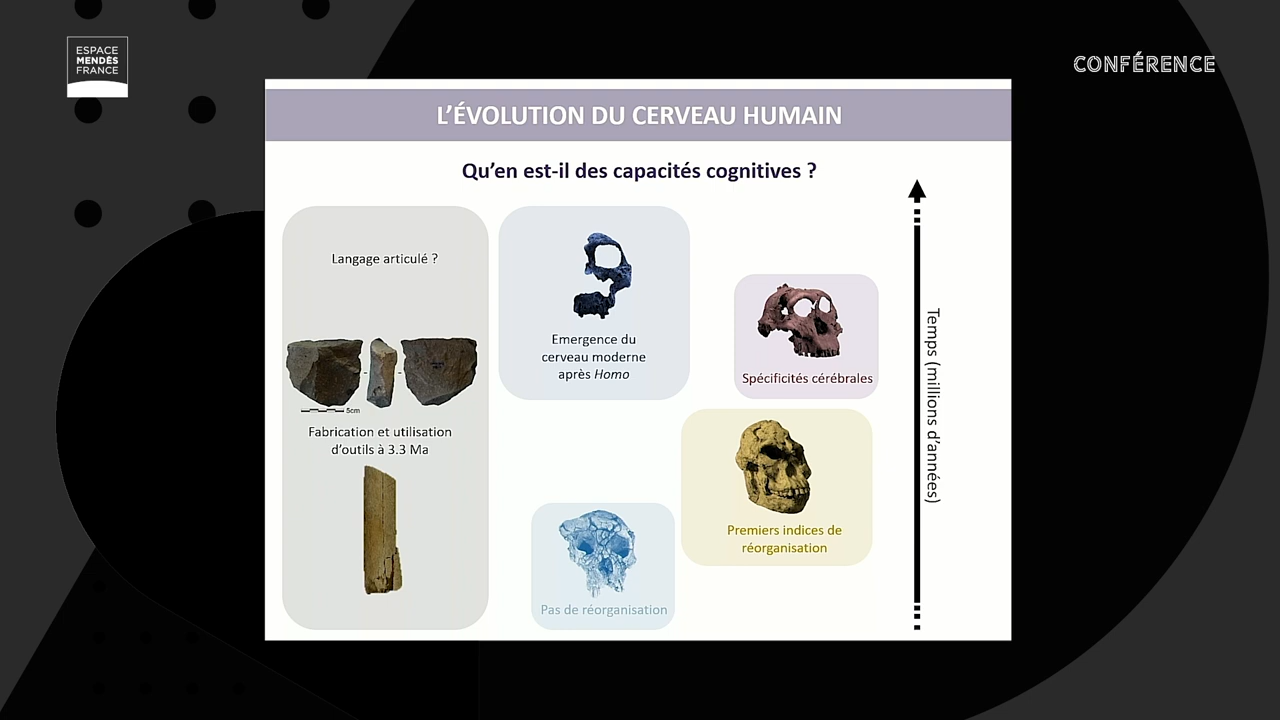 ESPACE
MENDÈS
FRANCE
CONFÉRENCE
L'ÉVOLUTION DU CERVEAU HUMAIN
Qu'en est-il des capacités cognitives ?
Langage articulé ?
5cm
Fabrication et utilisation
d'outils à 3.3 Ma
Emergence du
cerveau moderne
après Homo
Spécificités cérébrales
Premiers indices de
réorganisation
Pas de réorganisation
Temps (millions d'années)